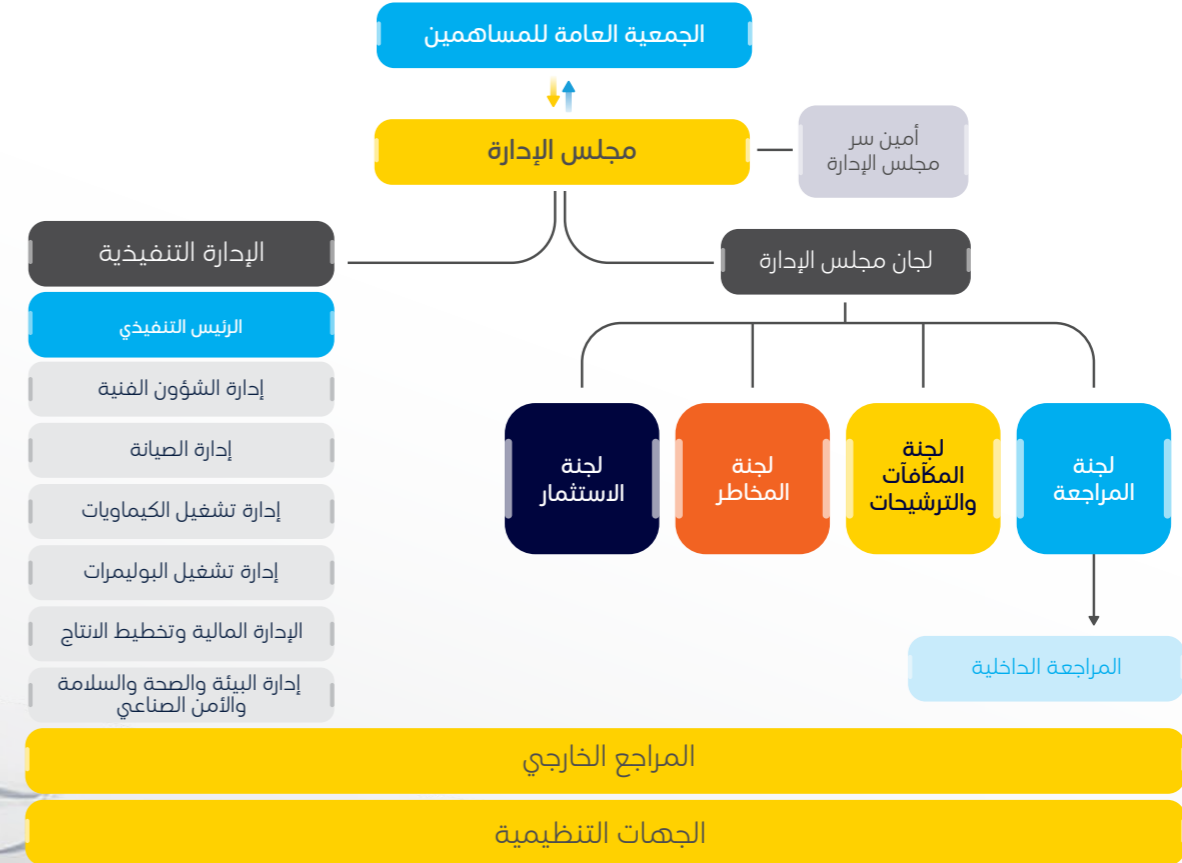 الجمعية العامة للمساهمين
مجلس الإدارة
أمين سر
مجلس الإدارة
لجان مجلس الإدارة
لجنة
المراجعة
لجنة
المكآفآت
والترشيحات
لجنة
المخاطر
لجنة
الاستثمار
المراجعة الداخلية
الإدارة التنفيذية
الرئيس التنفيذي
إدارة الشؤون الفنية
إدارة الصيانة
إدارة تشغيل الكيماويات
إدارة تشغيل البوليمرات
الإدارة المالية وتخطيط الانتاج
إدارة البيئة والصحة والسلامة
والأمن الصناعي
المراجع الخارجي
الجهات التنظيمية